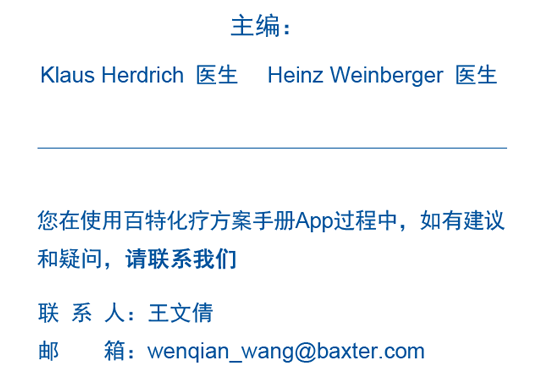 主编：
Klaus Herdrich 医生 Heinz Weinberger 医生
您在使用百特化疗方案手册App过程中，如有建议
和疑问，请联系我们
联 系 人：王文倩
邮 箱：wenqian_wang@baxter.com